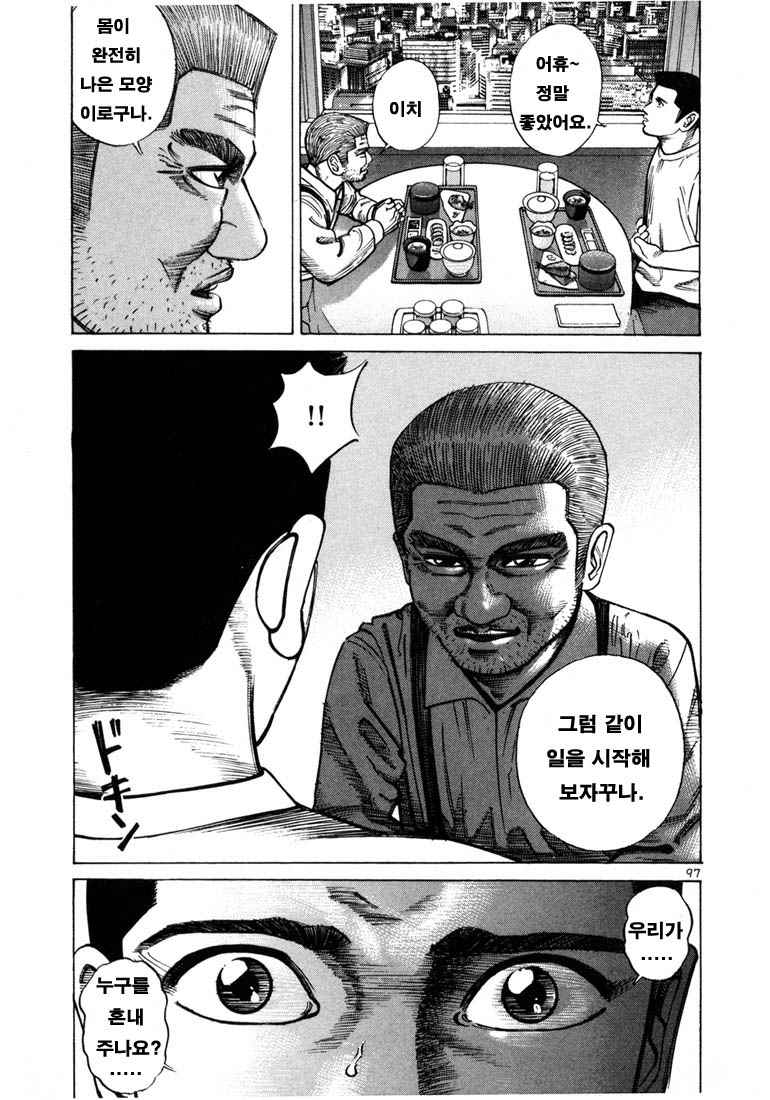 어휴~
정말
좋았어요.
이치
몸이
완전히
나은 모양
이로구나.
!!
그럼 같이
일을 시작해
보자꾸나.
ドキン
97
우리가
.....
누구를
혼내
주나요?
.....